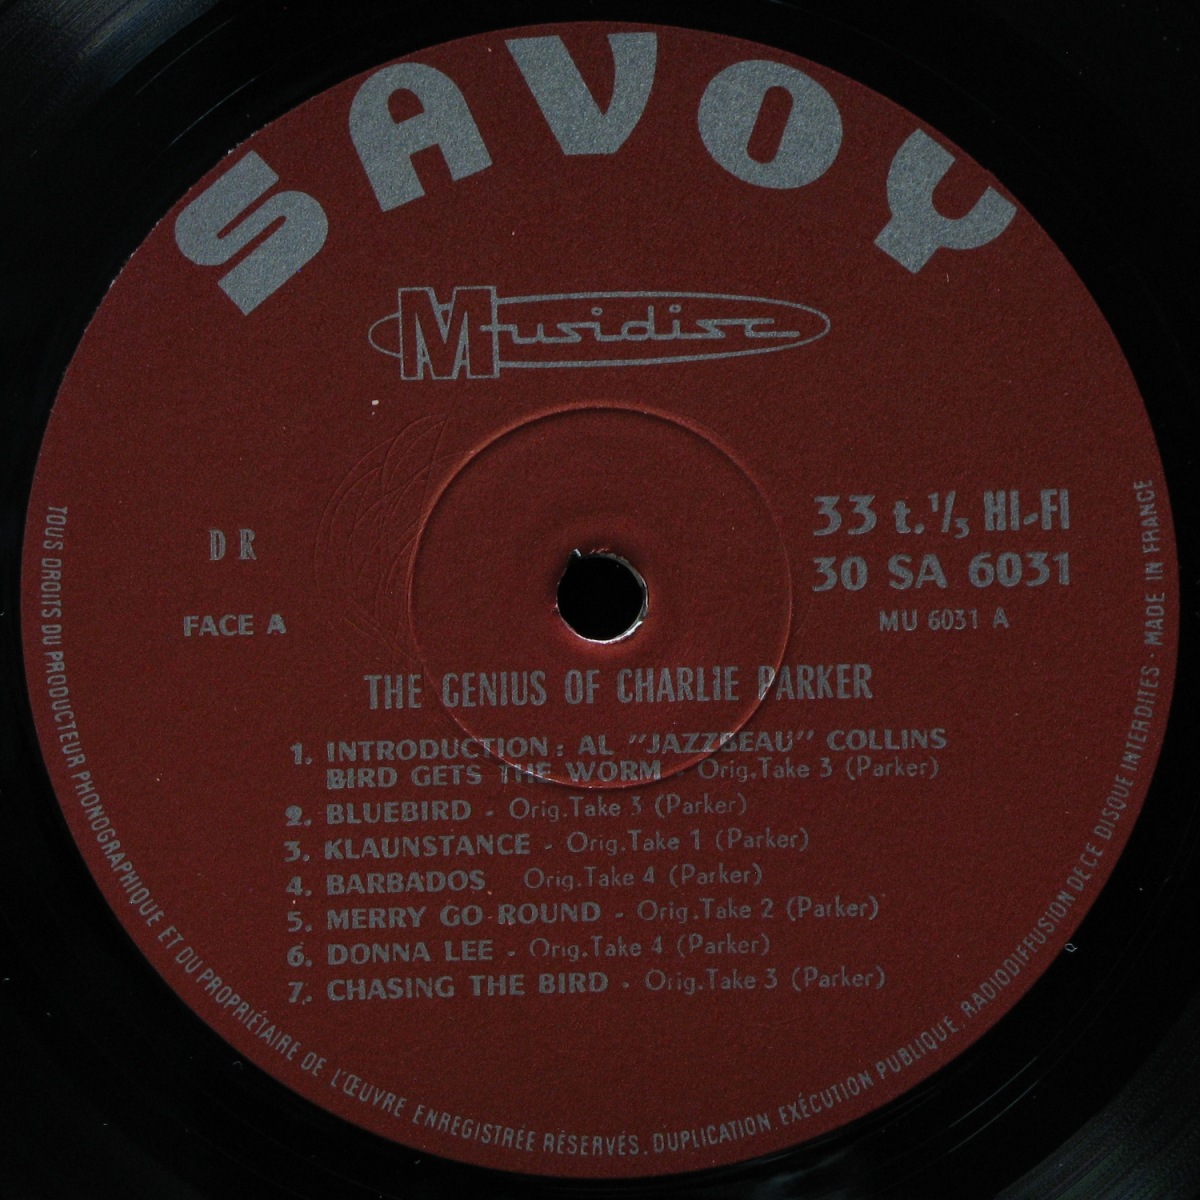 SAVOY
Musidisc
33 t. 1/3 HI-FI
30 SA 6031
MU 6031 A
D R
FACE A
THE GENIUS OF CHARLIE PARKER
1. INTRODUCTION : AL "JAZZBEAU" COLLINS
BIRD GETS THE WORM - Orig.Take 3 (Parker)
2. BLUEBIRD - Orig.Take 3 (Parker)
3. KLAUNSTANCE - Orig.Take 1 (Parker)
4. BARBADOS Orig.Take 4 (Parker)
5. MERRY GO ROUND - Orig.Take 2 (Parker)
6. DONNA LEE - Orig.Take 4 (Parker)
7. CHASING THE BIRD - Orig.Take 3 (Parker)
TOUS DROITS DU PRODUCTEUR PHONOGRAPHIQUE ET DU PROPRIÉTAIRE DE L'ŒUVRE ENREGISTRÉE RÉSERVÉS. DUPLICATION, EXÉCUTION PUBLIQUE, RADIODIFFUSION DE CE DISQUE INTERDITES · MADE IN FRANCE